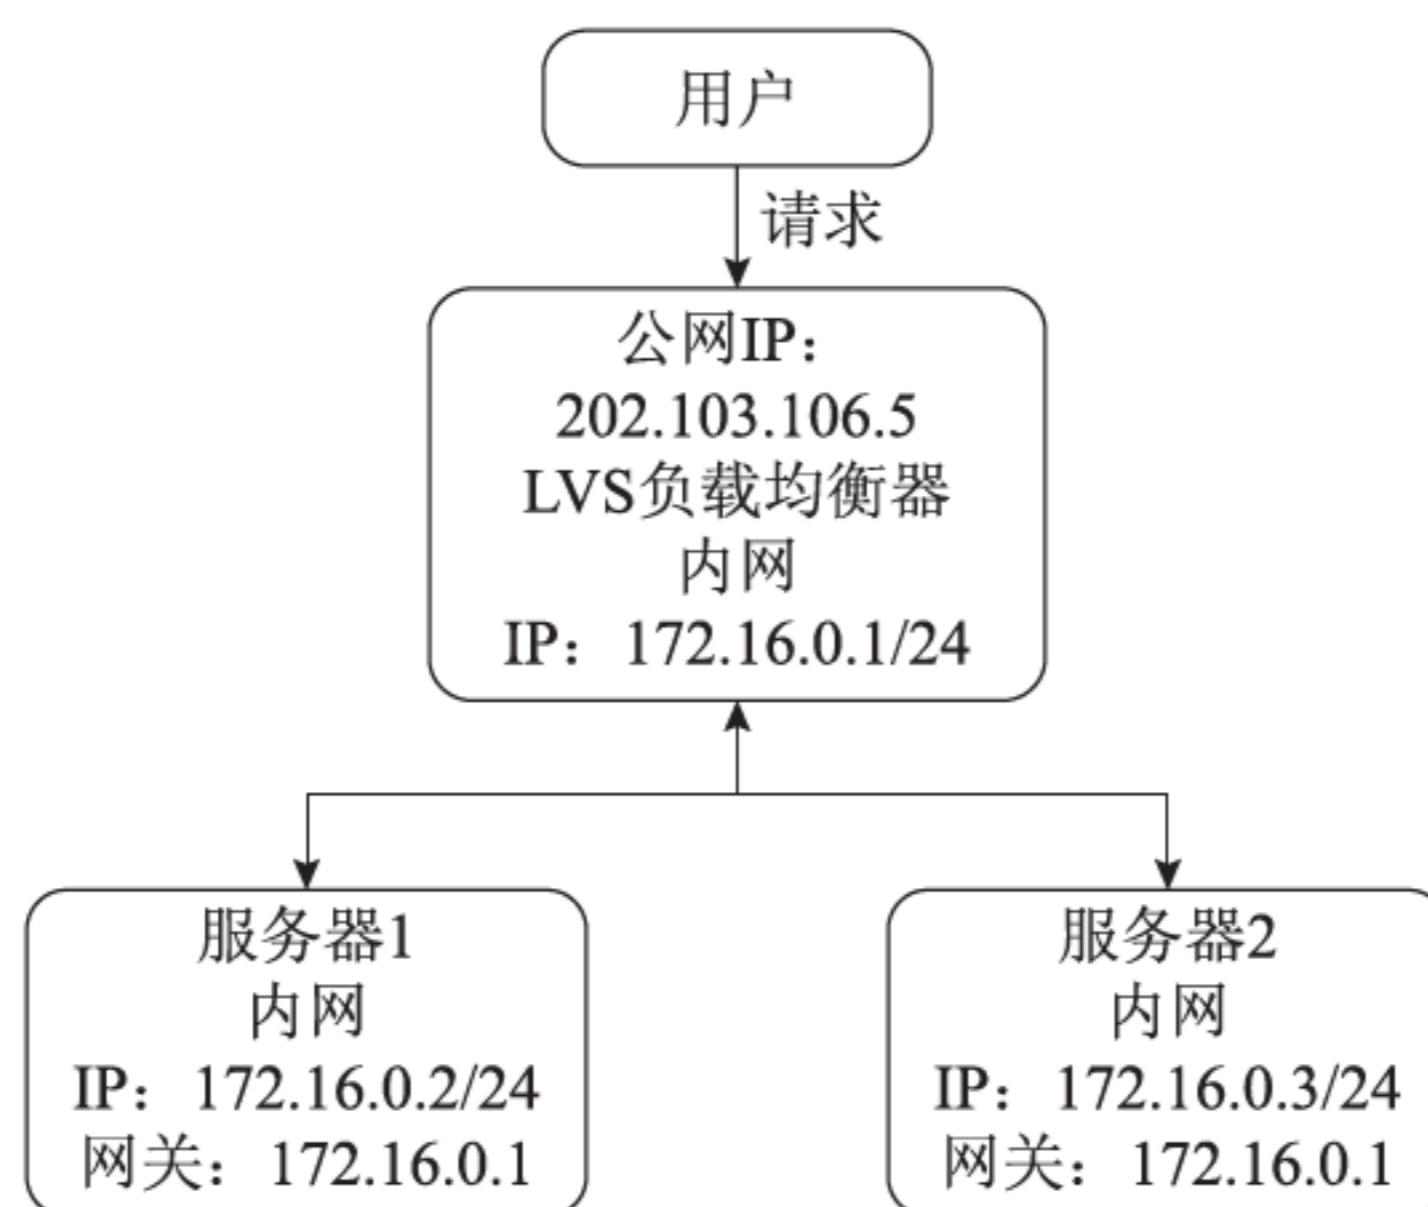 用户
请求
公网IP：
202.103.106.5
LVS负载均衡器
内网
IP：172.16.0.1/24
服务器1
内网
IP：172.16.0.2/24
网关：172.16.0.1
服务器2
内网
IP：172.16.0.3/24
网关：172.16.0.1